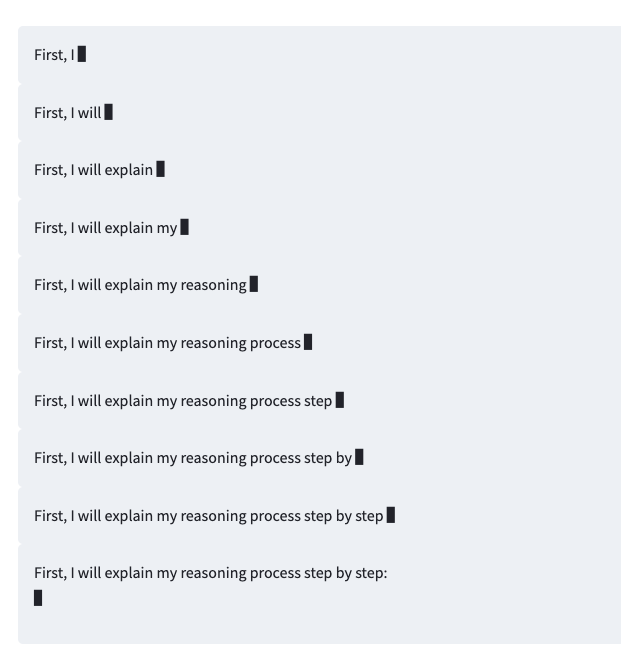 First, I
First, I will
First, I will explain
First, I will explain my
First, I will explain my reasoning
First, I will explain my reasoning process
First, I will explain my reasoning process step
First, I will explain my reasoning process step by
First, I will explain my reasoning process step by step
First, I will explain my reasoning process step by step: